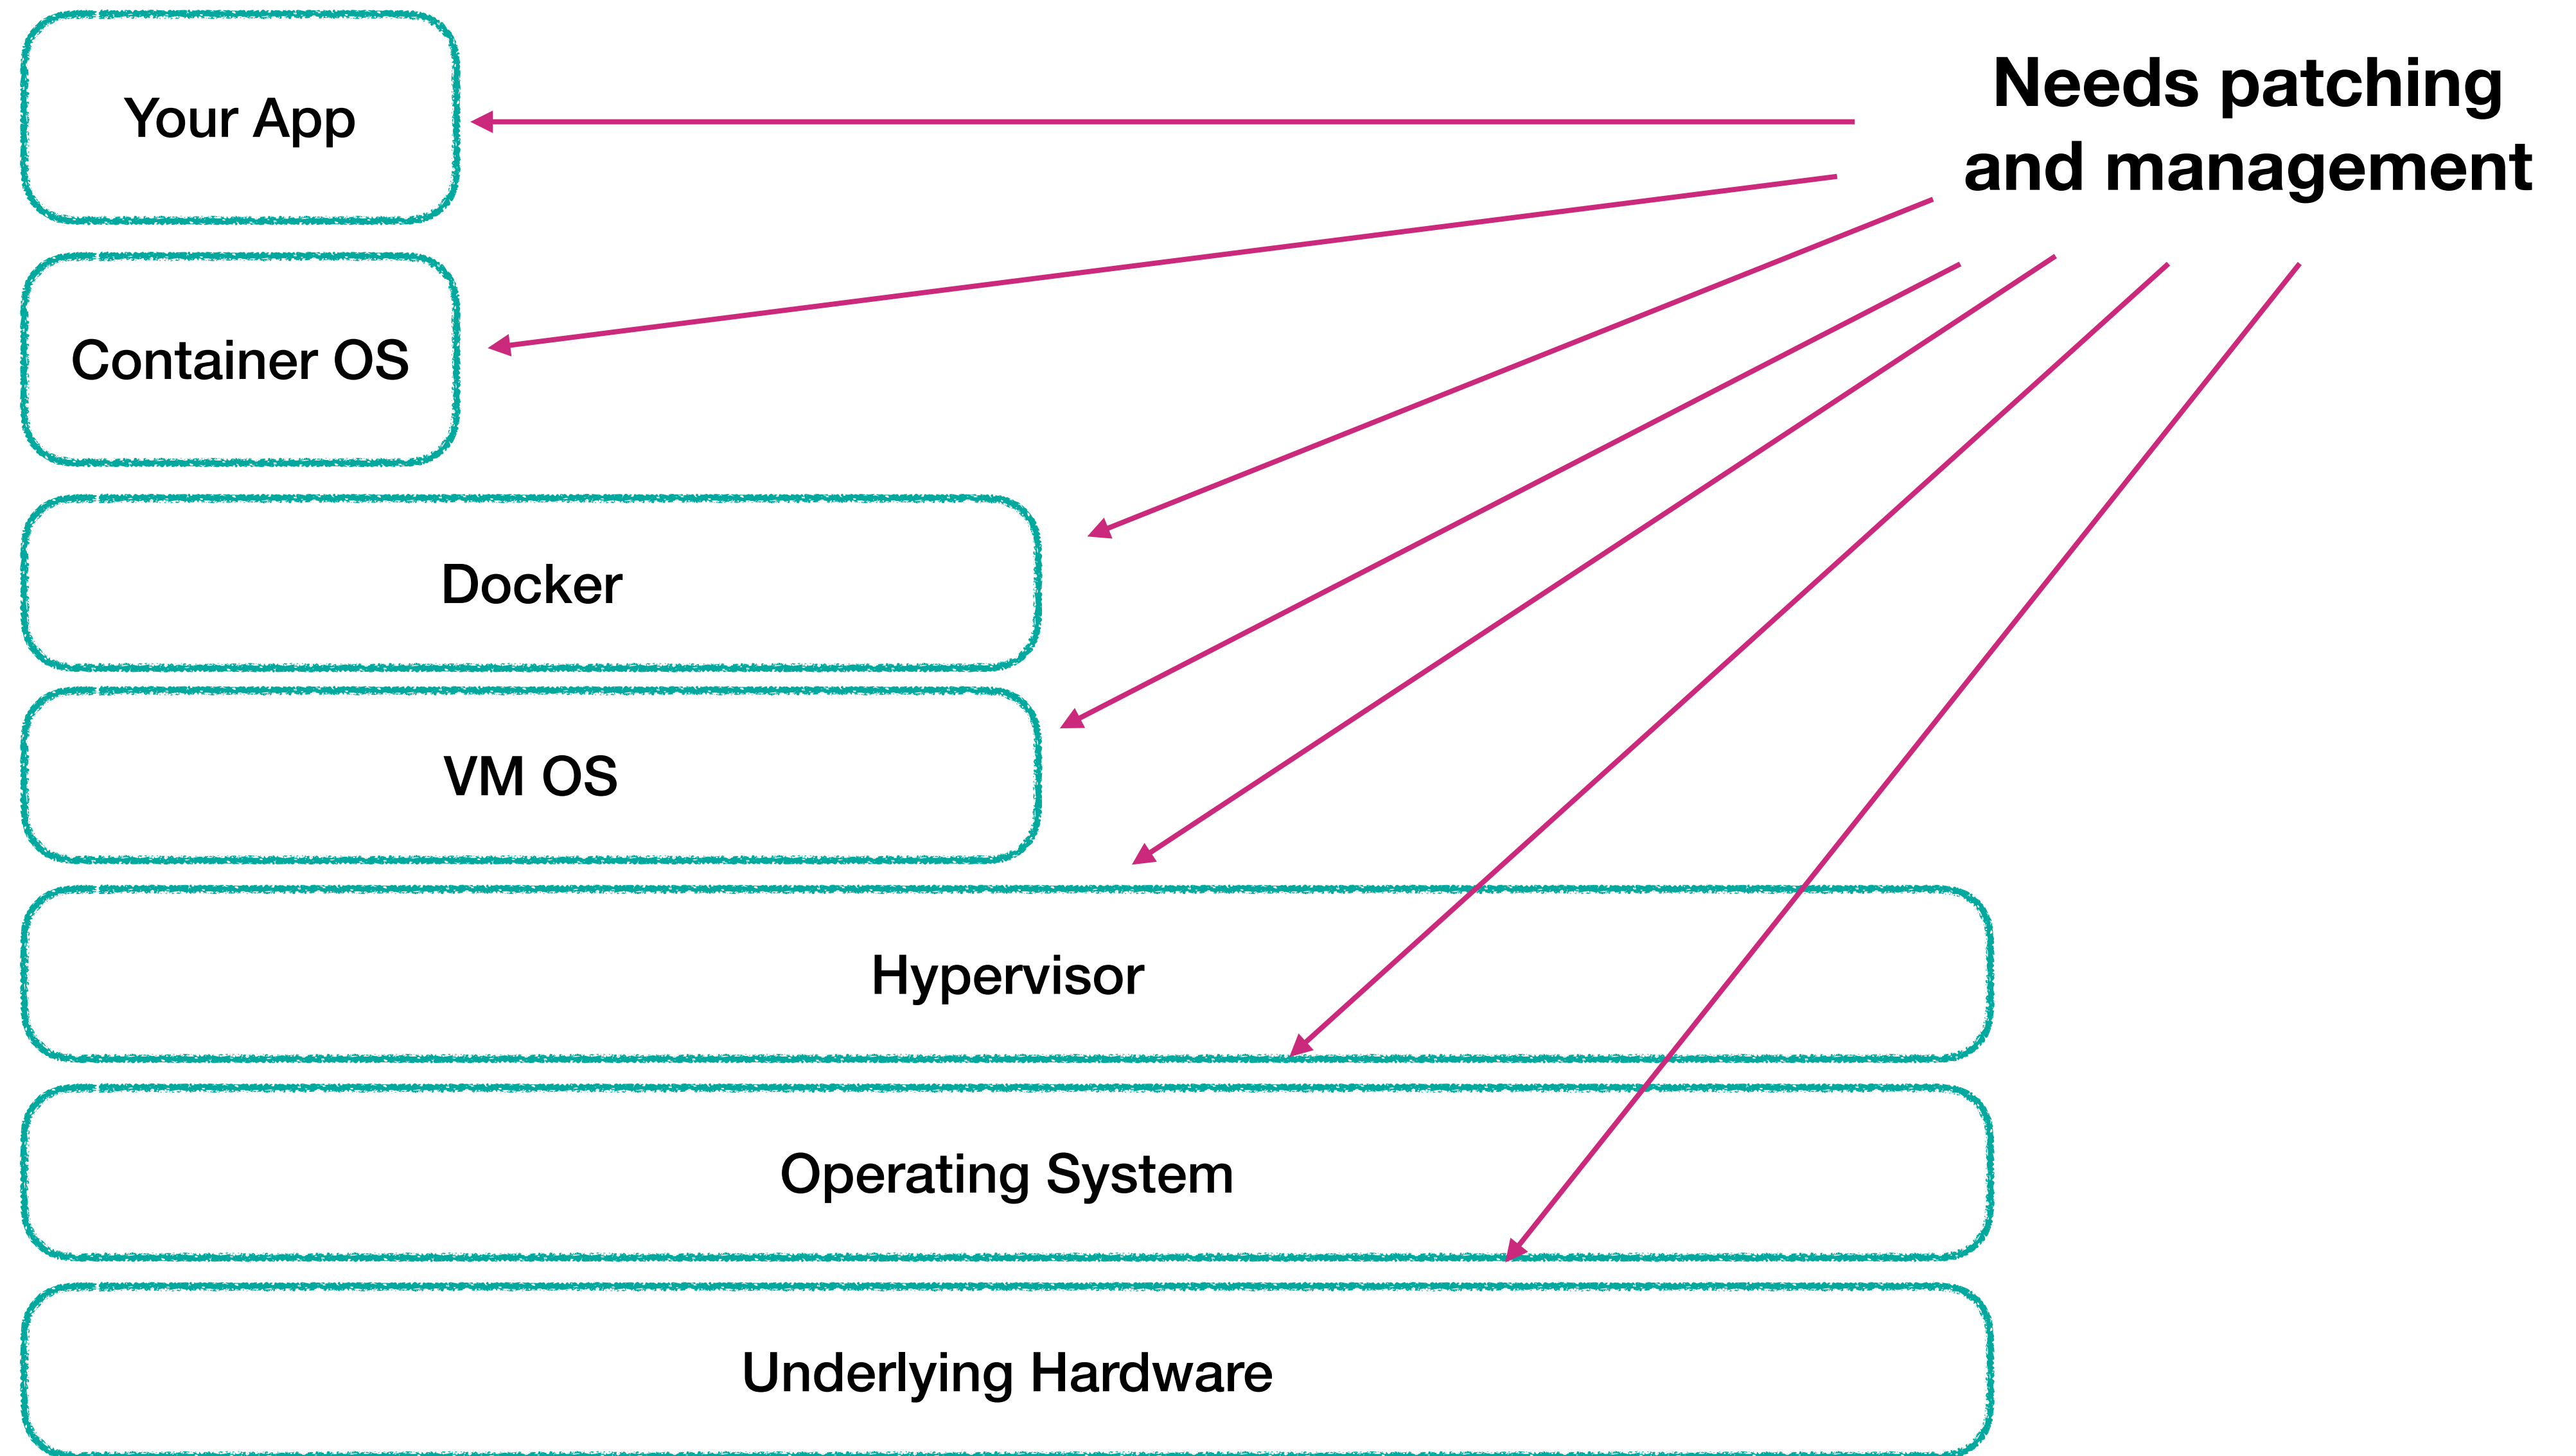 Your App
Needs patching
and management
Container OS
Docker
VM OS
Hypervisor
Operating System
Underlying Hardware